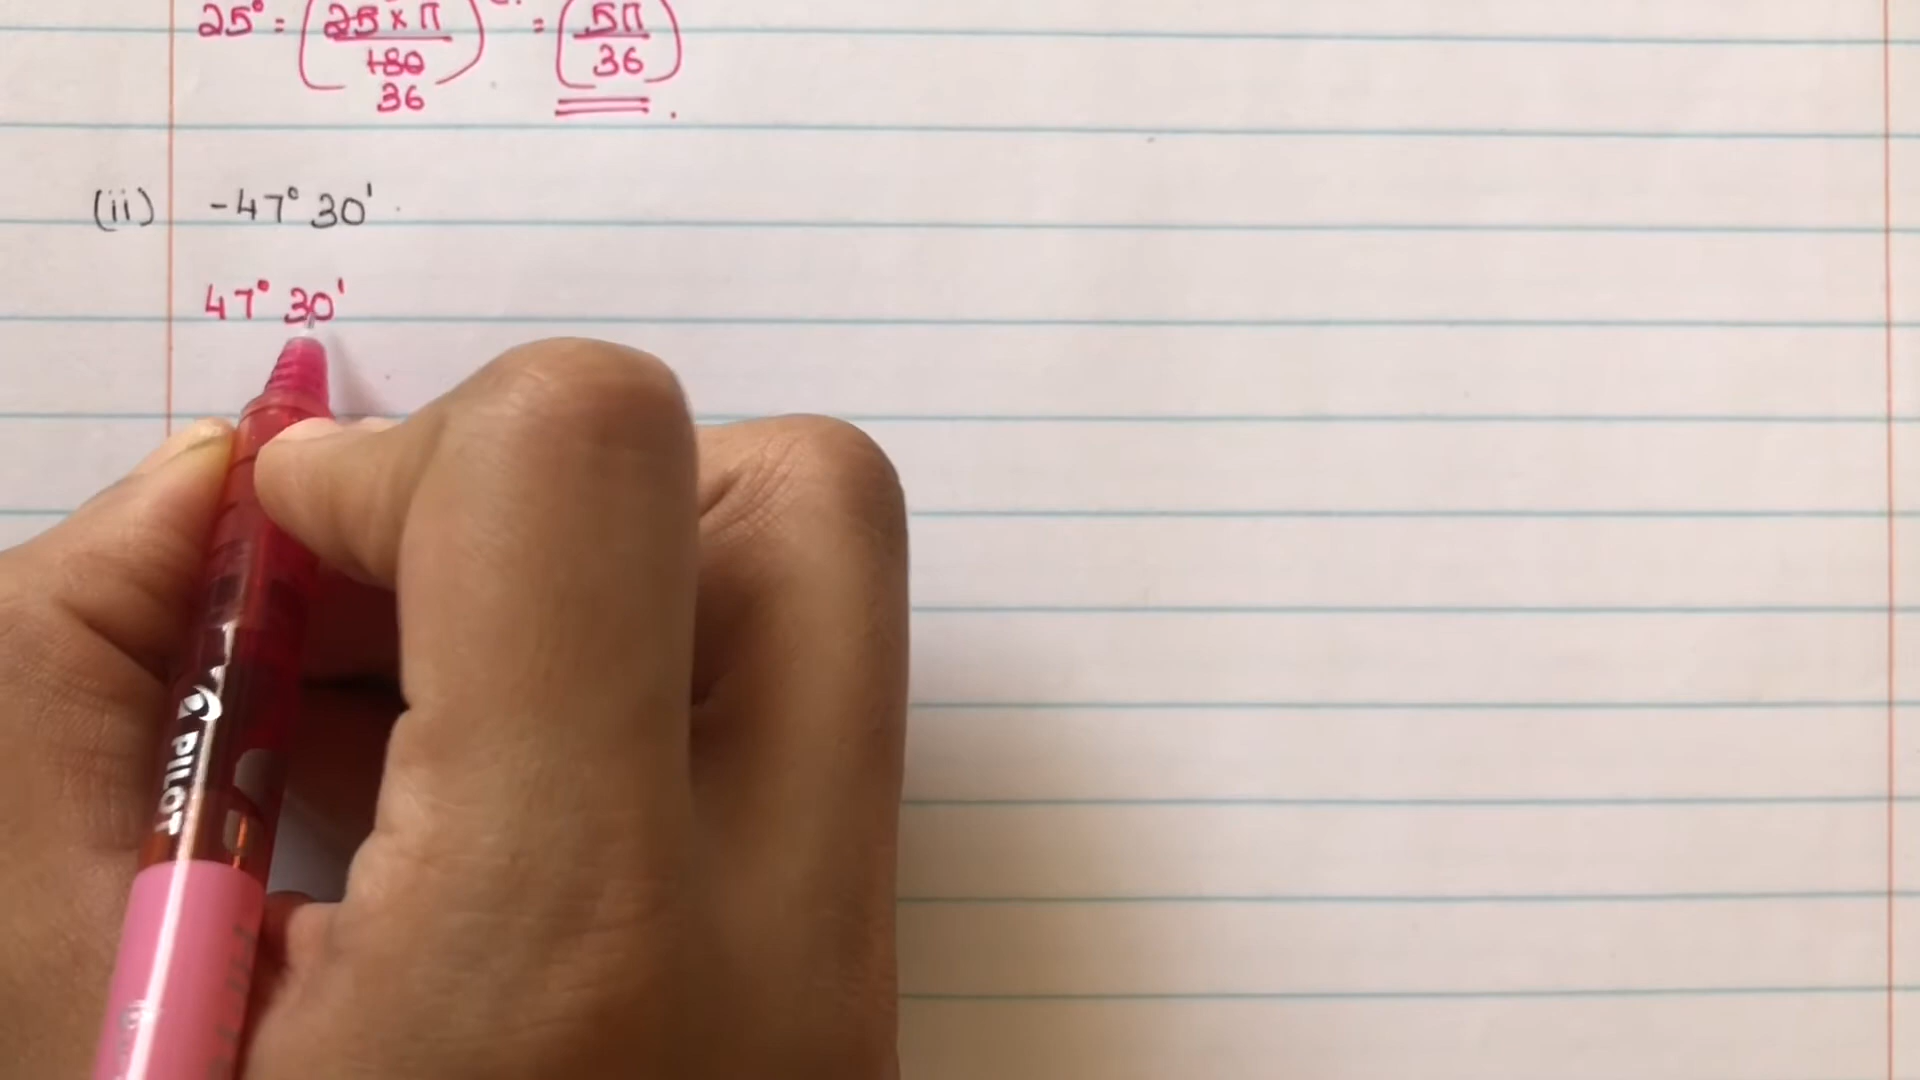 25° = (25 × π / 180 36) = (5π / 36).
(ii) -47° 30'
47° 30'
PILOT